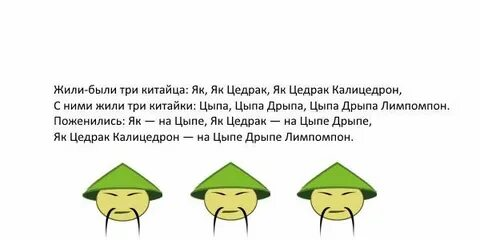 Жили-были три китайца: Як, Як Цедрак, Як Цедрак Калицедрон,
С ними жили три китайки: Цыпа, Цыпа Дрыпа, Цыпа Дрыпа Лимпомпон.
Поженились: Як — на Цыпе, Як Цедрак — на Цыпе Дрыпе,
Як Цедрак Калицедрон — на Цыпе Дрыпе Лимпомпон.